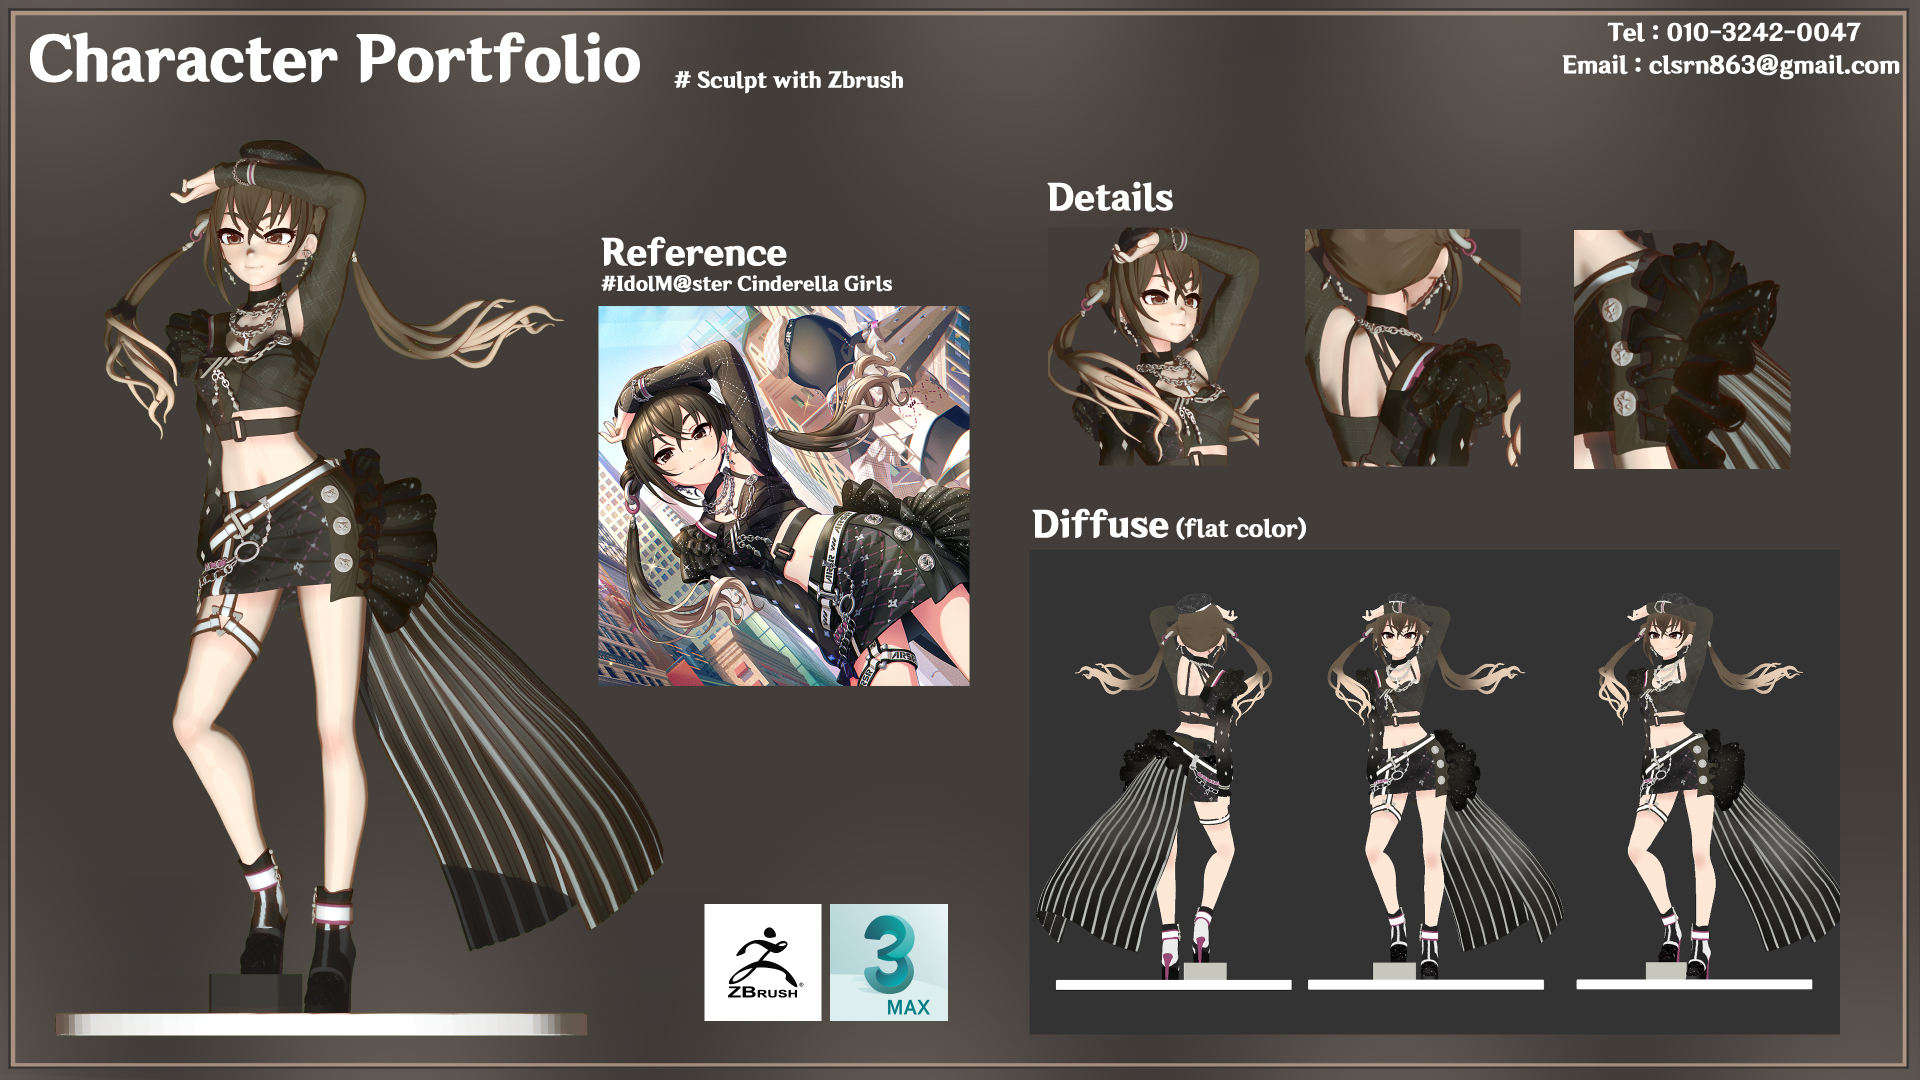 Character Portfolio
# Sculpt with Zbrush
Tel : 010-3242-0047
Email : clsrn863@gmail.com
Reference
#IdolM@ster Cinderella Girls
Details
Diffuse (flat color)
ZBRUSH®
3
MAX